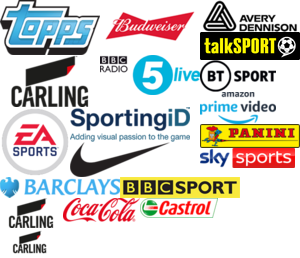 topps
Budweiser
AVERY
DENNISON
talkSPORT
BBC
RADIO
5 live
BT SPORT
CARLING
amazon
prime video
SportingiD
Adding visual passion to the game
EA
SPORTS
PANINI
sky sports
BARCLAYS
BBC SPORT
CARLING
Coca-Cola
Castrol
CARLING